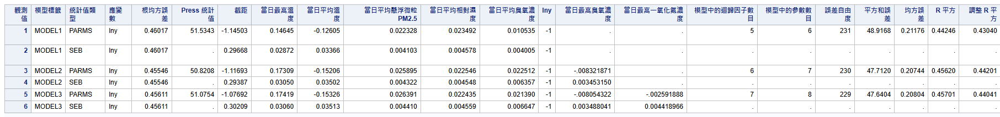 觀測值 模型標籤 統計值類型 應變數 根均方誤差 Press 統計值 截距 當日最高溫度 當日平均溫度 當日平均懸浮微粒 PM2.5 當日平均相對濕度 當日平均臭氧濃度 lny 當日最高臭氧濃度 當日最高一氧化氮濃度 模型中的迴歸因子數目 模型中的參數數目 誤差自由度 平方和誤差 均方誤差 R 平方 調整 R 平方
1 MODEL1 PARMS lny 0.46017 51.5343 -1.14503 0.14645 -0.12605 0.022328 0.023492 0.010535 -1 . . 5 6 231 48.9168 0.21176 0.44246 0.43040
2 MODEL1 SEB lny 0.46017 . 0.29668 0.02872 0.03366 0.004103 0.004578 0.004005 -1 . . . . . . . . .
3 MODEL2 PARMS lny 0.45546 50.8208 -1.11693 0.17309 -0.15206 0.025895 0.022546 0.022512 -1 -.008321871 . 6 7 230 47.7120 0.20744 0.45620 0.44201
4 MODEL2 SEB lny 0.45546 . 0.29387 0.03050 0.03502 0.004322 0.004548 0.006357 -1 0.003453150 . . . . . . . .
5 MODEL3 PARMS lny 0.45611 51.0754 -1.07692 0.17419 -0.15326 0.026391 0.022435 0.021390 -1 -.008054322 -.002591888 7 8 229 47.6404 0.20804 0.45701 0.44041
6 MODEL3 SEB lny 0.45611 . 0.30209 0.03060 0.03513 0.004410 0.004559 0.006647 -1 0.003488041 0.004418966 . . . . . . .